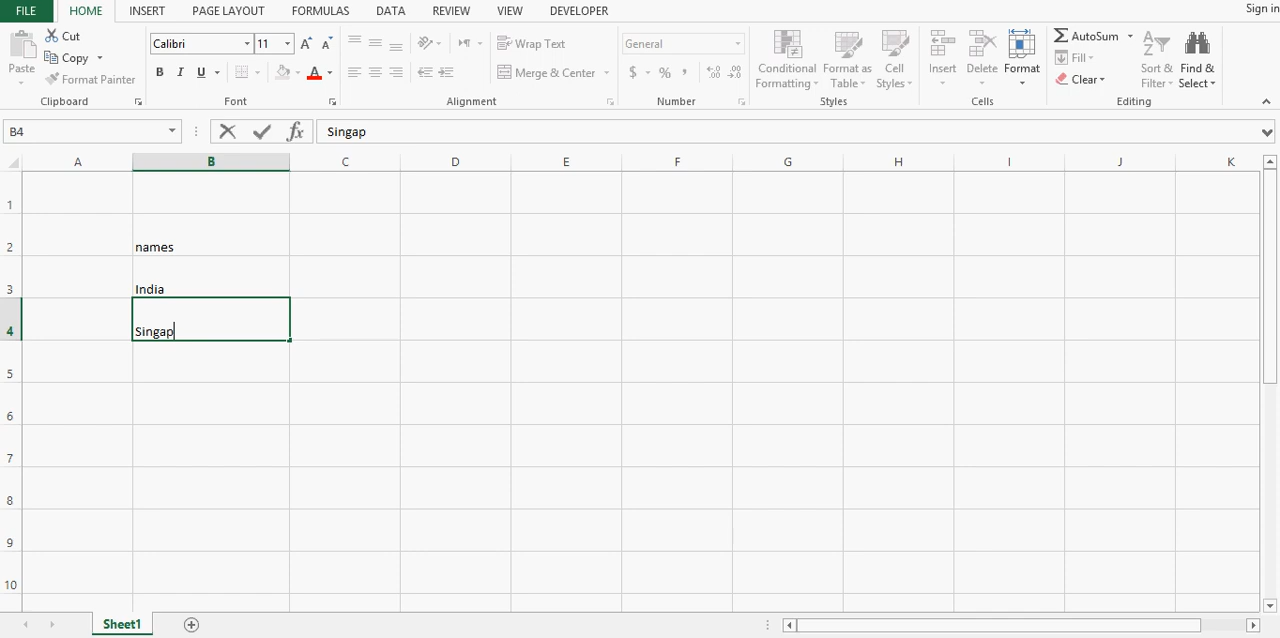 FILE HOME INSERT PAGE LAYOUT FORMULAS DATA REVIEW VIEW DEVELOPER Sign in
Paste
Cut
Copy
Format Painter
Clipboard
Calibri 11 A A
B I U A
Font
Wrap Text
Merge & Center
Alignment
General
$ % ,
Number
Conditional Formatting
Format as Table
Cell Styles
Styles
Insert Delete Format
Cells
AutoSum
Fill
Clear
Sort & Filter
Find & Select
Editing
B4 fx Singap
A B C D E F G H I J K
1
2 names
3 India
4 Singap
5
6
7
8
9
10
Sheet1